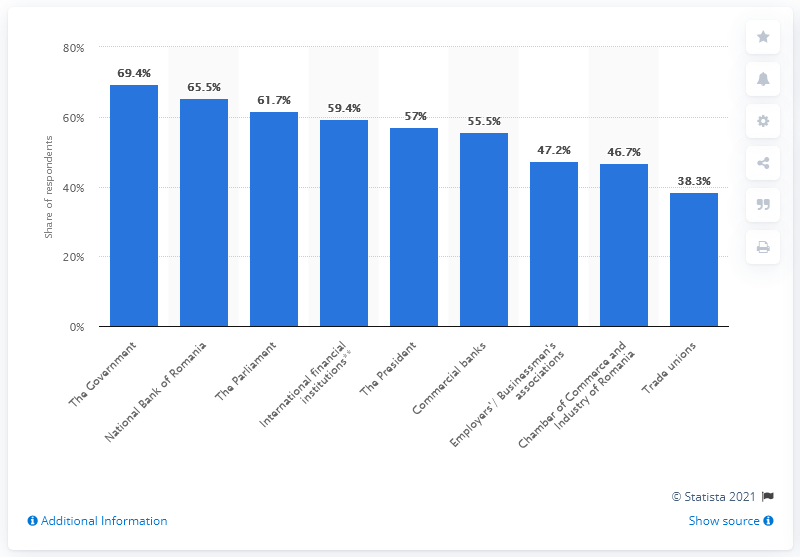 80%
60%
40%
20%
0%
Share of respondents
69.4%
65.5%
61.7%
59.4%
57%
55.5%
47.2%
46.7%
38.3%
The Government
National Bank of Romania
The Parliament
International financial
institutions**
The President
Commercial banks
Employers'/ Businessmen's
associations
Chamber of Commerce and
Industry of Romania
Trade unions
© Statista 2021
Additional Information
Show source